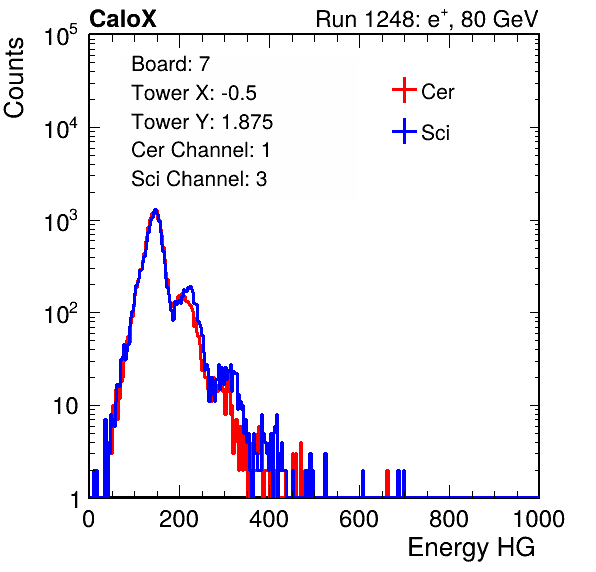 CaloX Run 1248: e⁺, 80 GeV
Counts
10⁵
10⁴
10³
10²
10
1
Board: 7
Tower X: -0.5
Tower Y: 1.875
Cer Channel: 1
Sci Channel: 3
Cer
Sci
0 200 400 600 800 1000
Energy HG